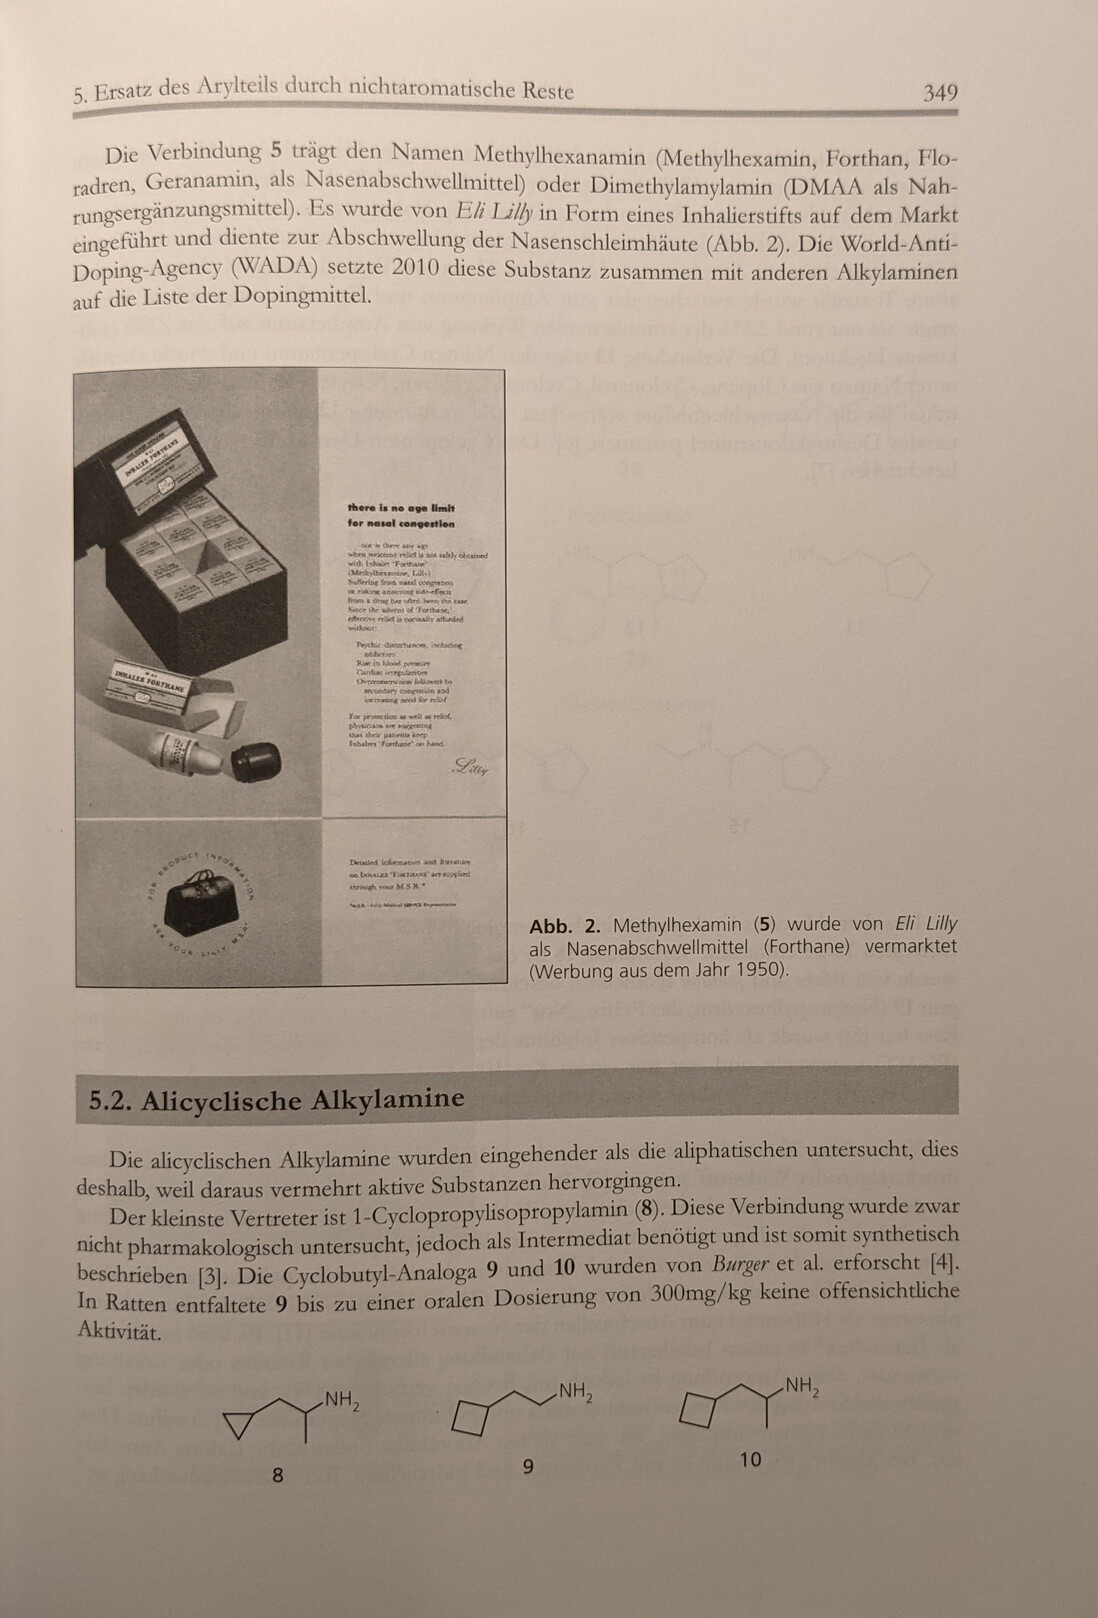 5. Ersatz des Arylteils durch nichtaromatische Reste 349
Die Verbindung 5 trägt den Namen Methylhexanamin (Methylhexamin, Forthan, Flo-
radren, Geranamin, als Nasenabschwellmittel) oder Dimethylamylamin (DMAA als Nah-
rungsergänzungsmittel). Es wurde von Eli Lilly in Form eines Inhalierstifts auf dem Markt
eingeführt und diente zur Abschwellung der Nasenschleimhäute (Abb. 2). Die World-Anti-
Doping-Agency (WADA) setzte 2010 diese Substanz zusammen mit anderen Alkylaminen
auf die Liste der Dopingmittel.
INHALER FORTHANE
there is no age limit
for nasal congestion
nor is there any age
when welcome relief is not safely obtained
with Inhaler 'Forthane'
(Methylhexamine, Lilly)
Suffering from nasal congestion
or risking annoying side-effects
from a drug has often been the case.
Since the advent of 'Forthane,'
effective relief is normally afforded
without:
Psychic disturbances, including
addiction
Rise in blood pressure
Cardiac irregularities
Overconstriction followed by
secondary congestion and
increasing need for relief
For protection as well as relief,
physicians are suggesting
that their patients keep
Inhalers 'Forthane' on hand.
Lilly
INHALER FORTHANE
FOR PRODUCT INFORMATION
ASK YOUR LILLY M.S.R.*
Detailed information and literature
on INHALER 'FORTHANE' are supplied
through your M.S.R.*
*M.S.R.—Lilly Medical SERVICE Representative
Abb. 2. Methylhexamin (5) wurde von Eli Lilly
als Nasenabschwellmittel (Forthane) vermarktet
(Werbung aus dem Jahr 1950).
5.2. Alicyclische Alkylamine
Die alicyclischen Alkylamine wurden eingehender als die aliphatischen untersucht, dies
deshalb, weil daraus vermehrt aktive Substanzen hervorgingen.
Der kleinste Vertreter ist 1-Cyclopropylisopropylamin (8). Diese Verbindung wurde zwar
nicht pharmakologisch untersucht, jedoch als Intermediat benötigt und ist somit synthetisch
beschrieben [3]. Die Cyclobutyl-Analoga 9 und 10 wurden von Burger et al. erforscht [4].
In Ratten entfaltete 9 bis zu einer oralen Dosierung von 300mg/kg keine offensichtliche
Aktivität.
NH2 NH2 NH2
8 9 10